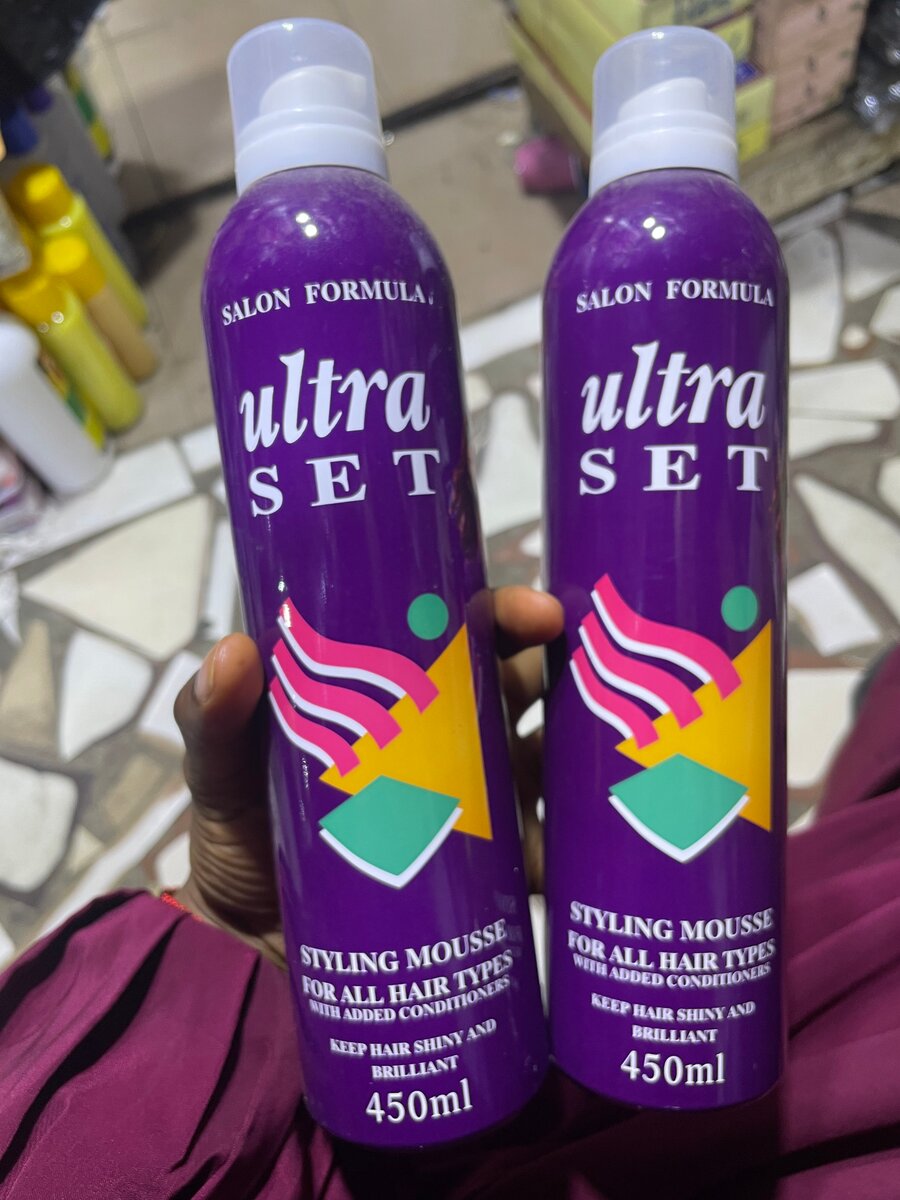 SALON FORMULA
ultra
SET
STYLING MOUSSE
FOR ALL HAIR TYPES
WITH ADDED CONDITIONERS
KEEP HAIR SHINY AND
BRILLIANT
450ml
SALON FORMULA
ultra
SET
STYLING MOUSSE
FOR ALL HAIR TYPES
WITH ADDED CONDITIONERS
KEEP HAIR SHINY AND
BRILLIANT
450ml